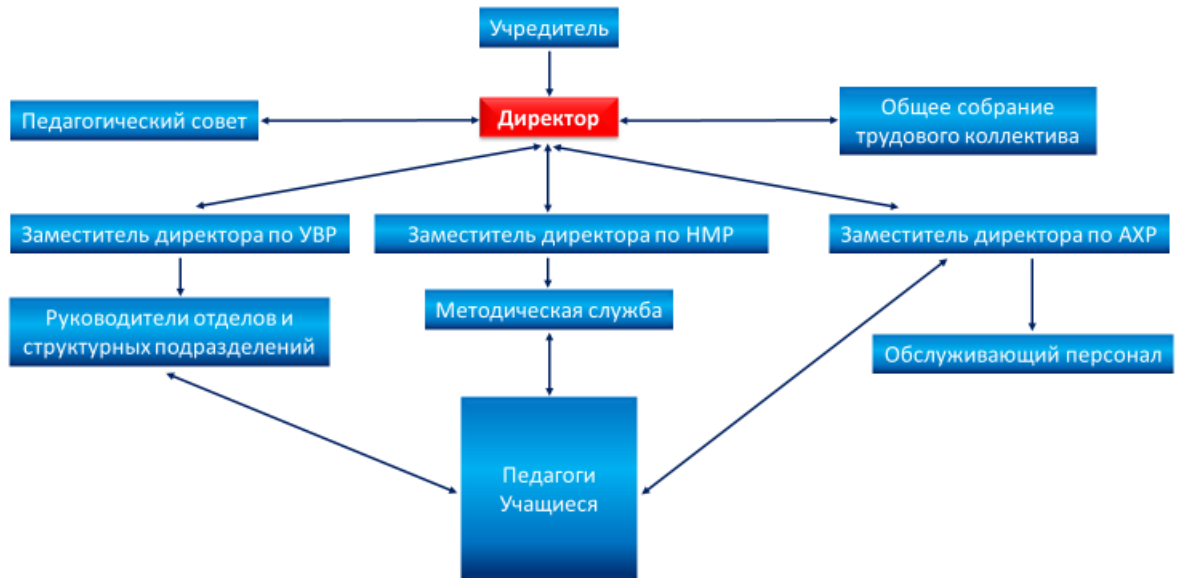 Учредитель
Педагогический совет
Директор
Общее собрание
трудового коллектива
Заместитель директора по УВР
Заместитель директора по НМР
Заместитель директора по АХР
Руководители отделов и
структурных подразделений
Методическая служба
Обслуживающий персонал
Педагоги
Учащиеся